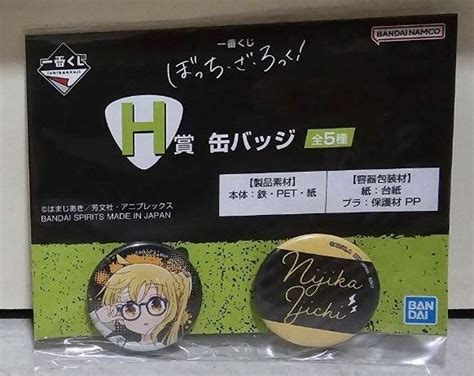 一番くじ
ichibankuji
一番くじ
BANDAI NAMCO
ぼっち・ざ・ろっく!
H賞 缶バッジ 全5種
【製品素材】
本体：鉄・PET・紙
【容器包装材】
紙：台紙
プラ：保護材 PP
©はまじあき／芳文社・アニプレックス
BANDAI SPIRITS MADE IN JAPAN
Nijika
Ijichi
BAN
DAI